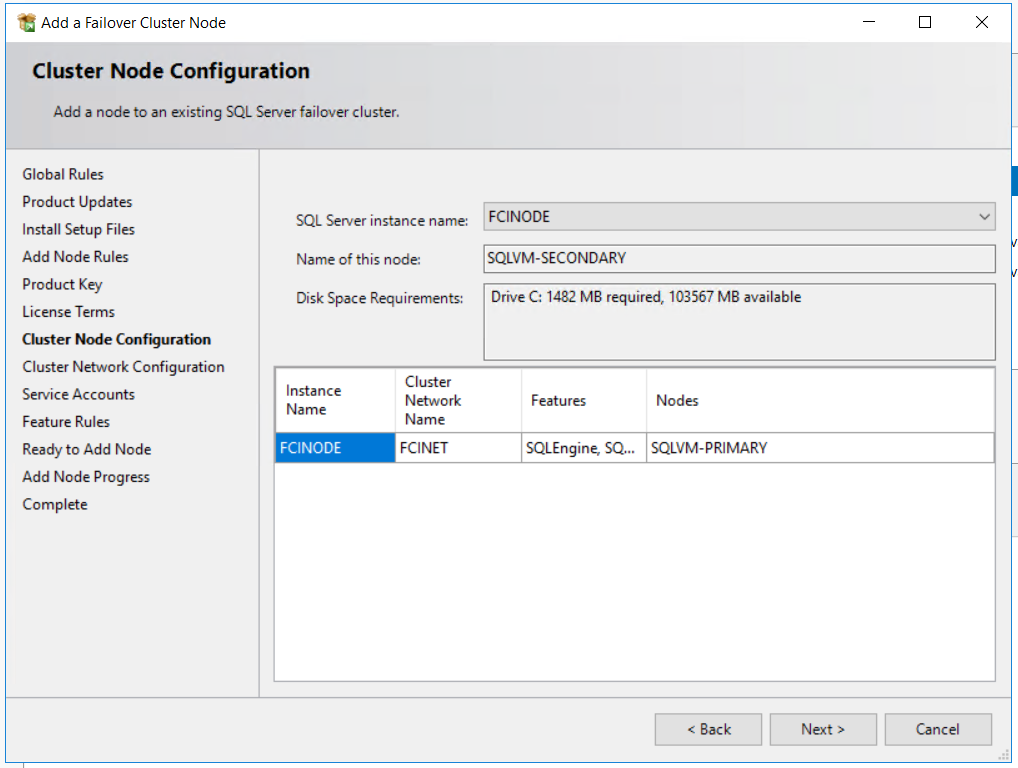 Add a Failover Cluster Node
Cluster Node Configuration
Add a node to an existing SQL Server failover cluster.
Global Rules
Product Updates
Install Setup Files
Add Node Rules
Product Key
License Terms
Cluster Node Configuration
Cluster Network Configuration
Service Accounts
Feature Rules
Ready to Add Node
Add Node Progress
Complete
SQL Server instance name:
FCINODE
Name of this node:
SQLVM-SECONDARY
Disk Space Requirements:
Drive C: 1482 MB required, 103567 MB available
Instance
Name
Cluster
Network
Name
Features
Nodes
FCINODE
FCINET
SQLEngine, SQ...
SQLVM-PRIMARY
< Back
Next >
Cancel